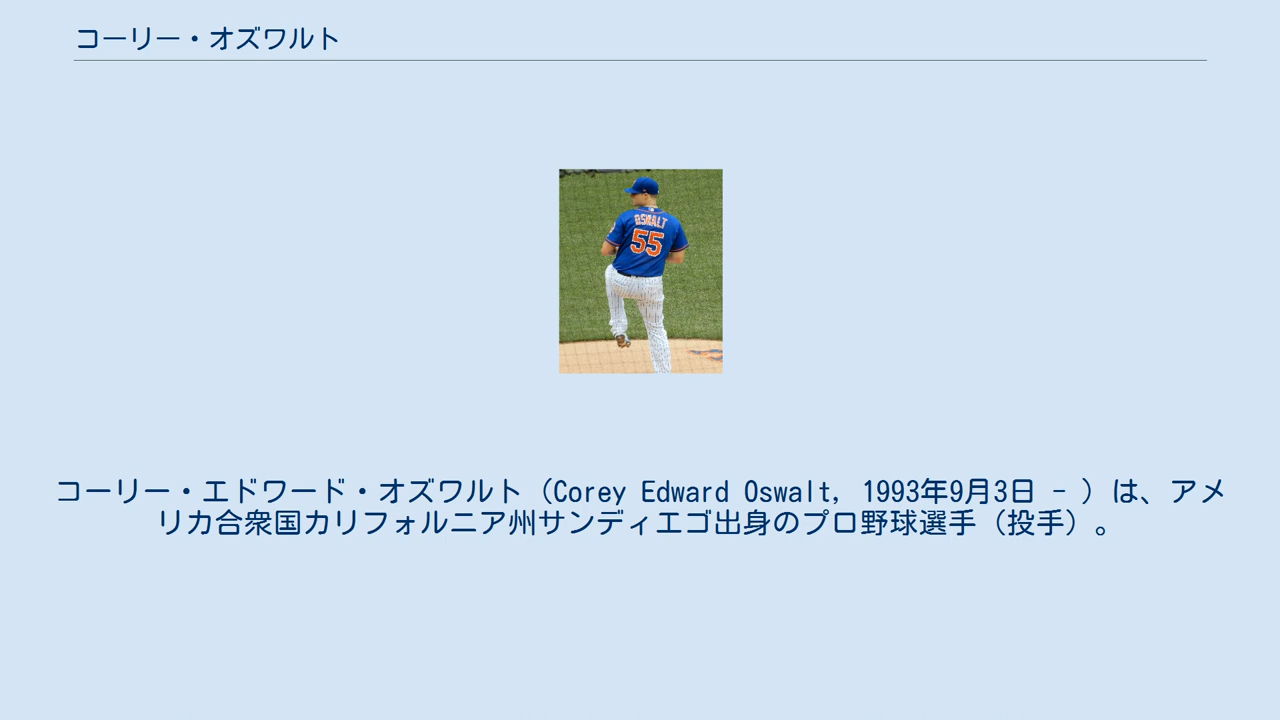 コーリー・オズワルト
OSWALT
55
コーリー・エドワード・オズワルト（Corey Edward Oswalt, 1993年9月3日 - ）は、アメ
リカ合衆国カリフォルニア州サンディエゴ出身のプロ野球選手（投手）。